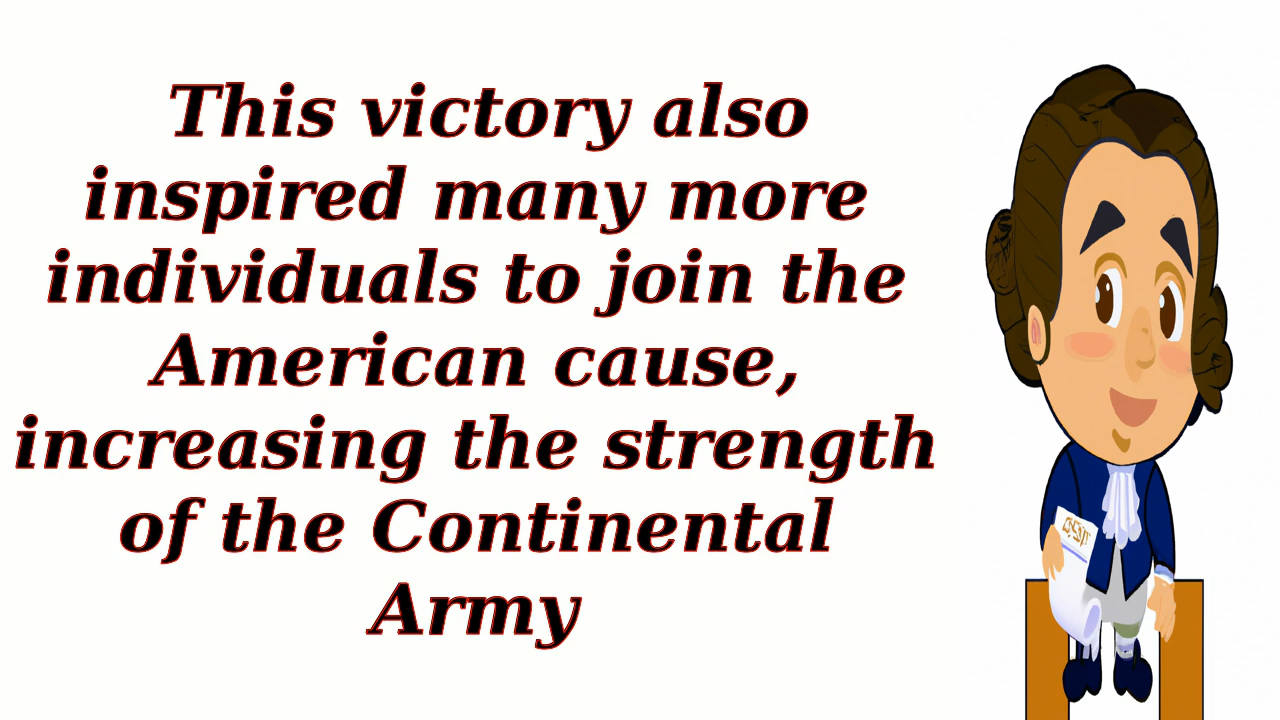 This victory also
inspired many more
individuals to join the
American cause,
increasing the strength
of the Continental
Army